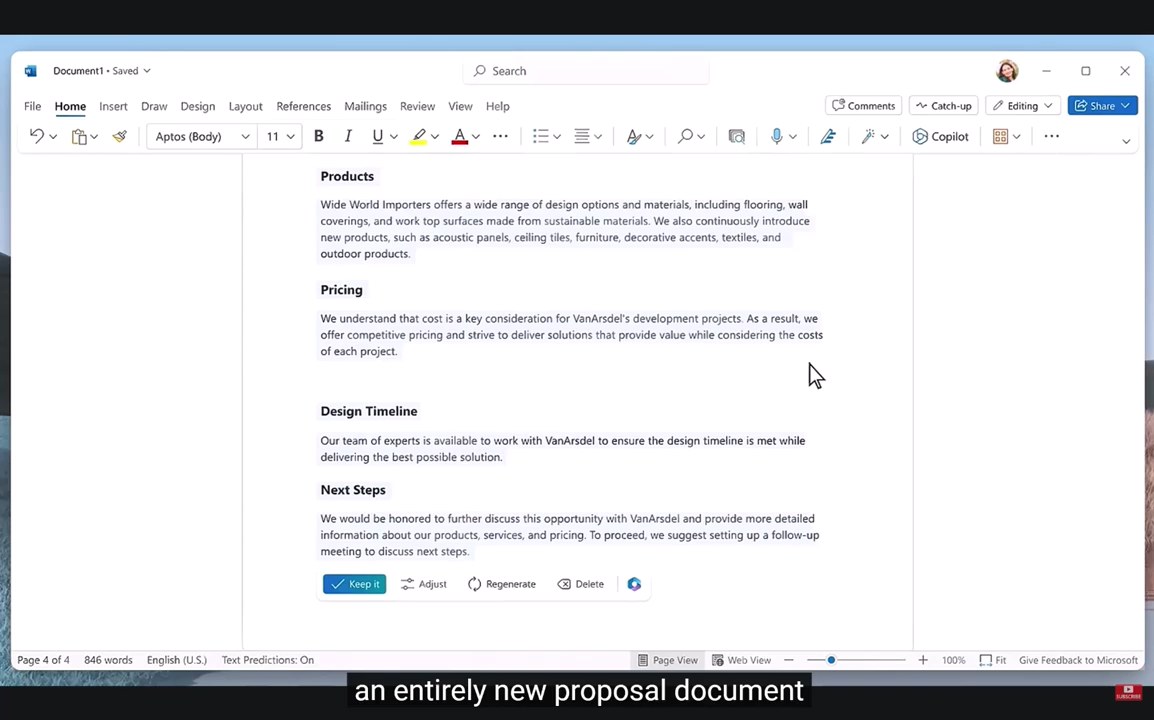 Document1 • Saved
Search
File Home Insert Draw Design Layout References Mailings Review View Help
Comments Catch-up Editing Share
Aptos (Body) 11 B I U A Copilot
Products
Wide World Importers offers a wide range of design options and materials, including flooring, wall
coverings, and work top surfaces made from sustainable materials. We also continuously introduce
new products, such as acoustic panels, ceiling tiles, furniture, decorative accents, textiles, and
outdoor products.
Pricing
We understand that cost is a key consideration for VanArsdel's development projects. As a result, we
offer competitive pricing and strive to deliver solutions that provide value while considering the costs
of each project.
Design Timeline
Our team of experts is available to work with VanArsdel to ensure the design timeline is met while
delivering the best possible solution.
Next Steps
We would be honored to further discuss this opportunity with VanArsdel and provide more detailed
information about our products, services, and pricing. To proceed, we suggest setting up a follow-up
meeting to discuss next steps.
Keep it Adjust Regenerate Delete
Page 4 of 4 846 words English (U.S.) Text Predictions: On Page View Web View 100% Fit Give Feedback to Microsoft
an entirely new proposal document
SUBSCRIBE